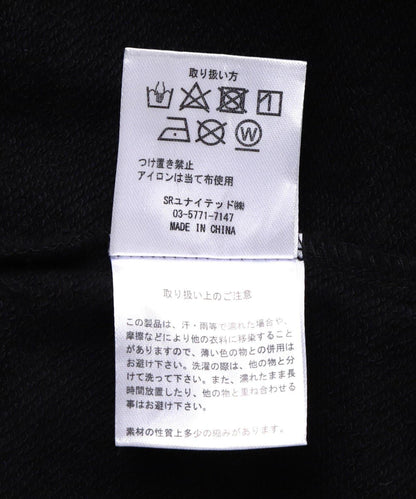 取り扱い方
W
つけ置き禁止
アイロンは当て布使用
SRユナイテッド㈱
03-5771-7147
MADE IN CHINA
取り扱い上のご注意
この製品は、汗・雨等で濡れた場合や、
摩擦などにより他の衣料に移染すること
がありますので、薄い色の物との併用は
お避け下さい。洗濯の際は、他の物と分
けて洗って下さい。また、濡れたまま長
時間放置したり、他の物と重ね合わせる
事はお避け下さい。
素材の性質上多少の縮みがあります。